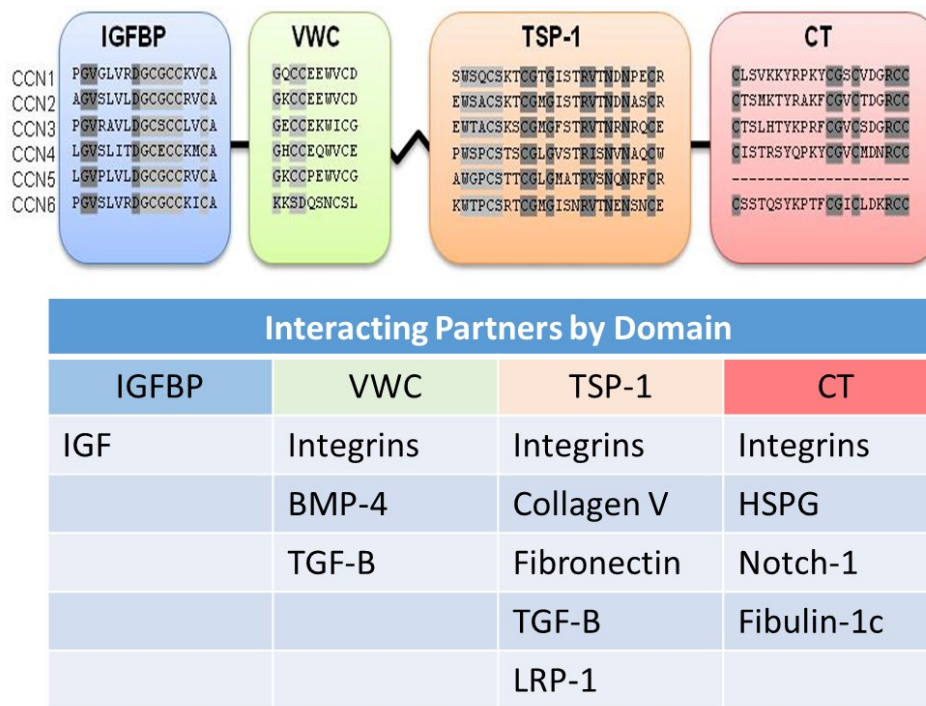 IGFBP VWC TSP-1 CT
CCN1 PGVGLVRDGCGCCKVCA GQCCEEWVCD SWSQCSKTCGTGISTRVTNDNPECR CLSVKKYRPKYCGSCVDGRCC
CCN2 AGVSLVLDGCGCCRVCA GKCCEEWVCD EWSACSKTCGMGISTRVTNDNASCR CTSMKTYRAKFCGVCTDGRCC
CCN3 PGVRAVLDGCSCCLVCA GECCEKWICG EWTACSKSCGMGFSTRVTNRNRQCE CTSLHTYKPRFCGVCSDGRCC
CCN4 LGVSLITDGCECCKMCA GHCCEQWVCE PWSPCSTSCGLGVSTRISNVNAQCW CISTRSYQPKYCGVCMDNRCC
CCN5 LGVPLVLDGCGCCRVCA GKCCPEWVCG AWGPCSTTCGLGMATRVSNQNRFCR ---------------------
CCN6 PGVSLVRDGCGCCKICA KKSDQSNCSL KWTPCSRTCGMGISNRVTNENSNCE CSSTQSYKPTFCGICLDKRCC
Interacting Partners by Domain
IGFBP VWC TSP-1 CT
IGF Integrins Integrins Integrins
BMP-4 Collagen V HSPG
TGF-B Fibronectin Notch-1
TGF-B Fibulin-1c
LRP-1